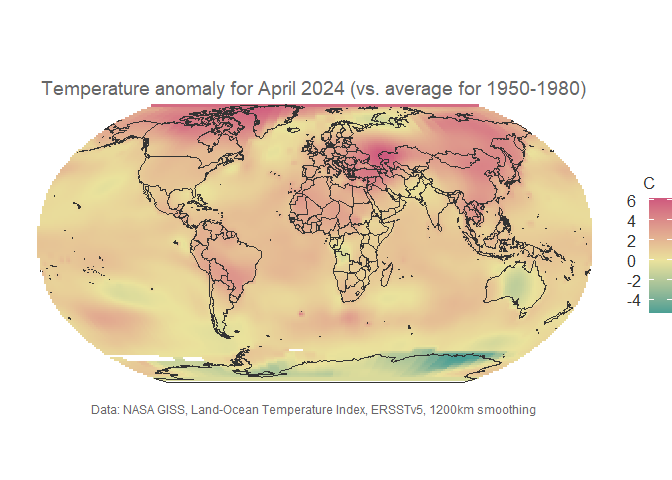 Temperature anomaly for April 2024 (vs. average for 1950-1980)
C
6
4
2
0
-2
-4
Data: NASA GISS, Land-Ocean Temperature Index, ERSSTv5, 1200km smoothing